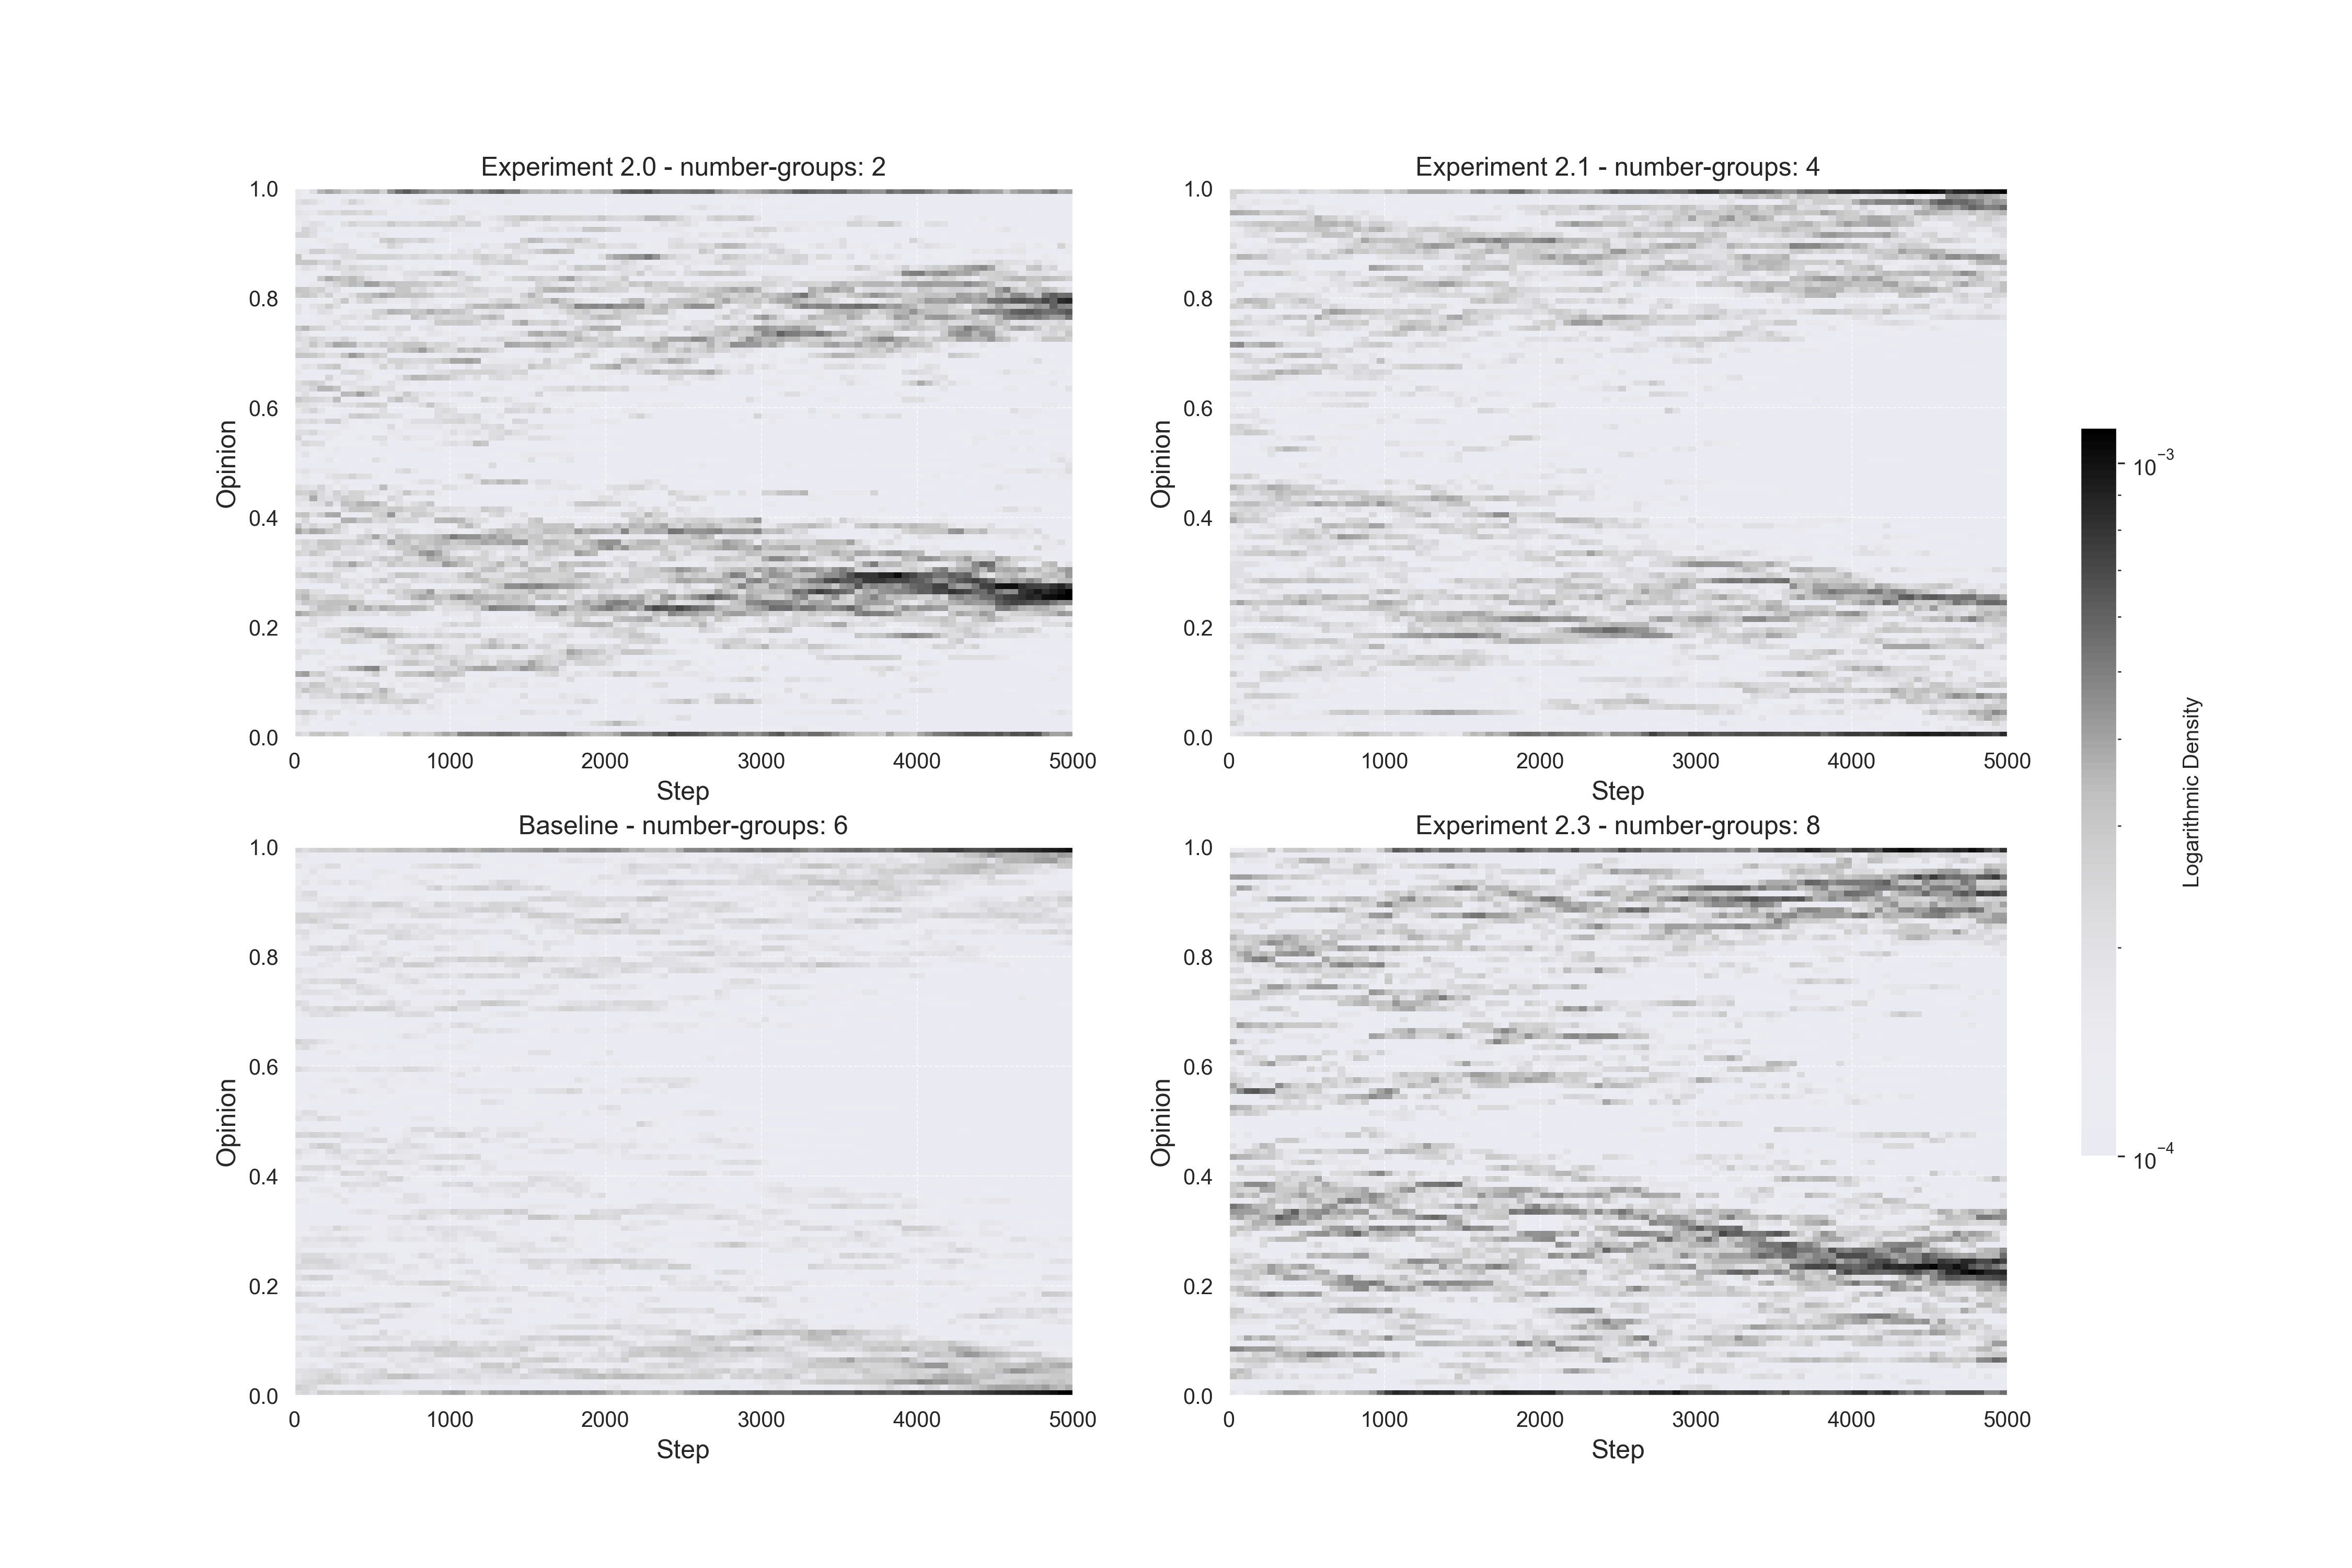 Experiment 2.0 - number-groups: 2
1.0
0.8
0.6
0.4
0.2
0.0
Opinion
0 1000 2000 3000 4000 5000
Step
Experiment 2.1 - number-groups: 4
1.0
0.8
0.6
0.4
0.2
0.0
Opinion
0 1000 2000 3000 4000 5000
Step
Baseline - number-groups: 6
1.0
0.8
0.6
0.4
0.2
0.0
Opinion
0 1000 2000 3000 4000 5000
Step
Experiment 2.3 - number-groups: 8
1.0
0.8
0.6
0.4
0.2
0.0
Opinion
0 1000 2000 3000 4000 5000
Step
10⁻³
10⁻⁴
Logarithmic Density